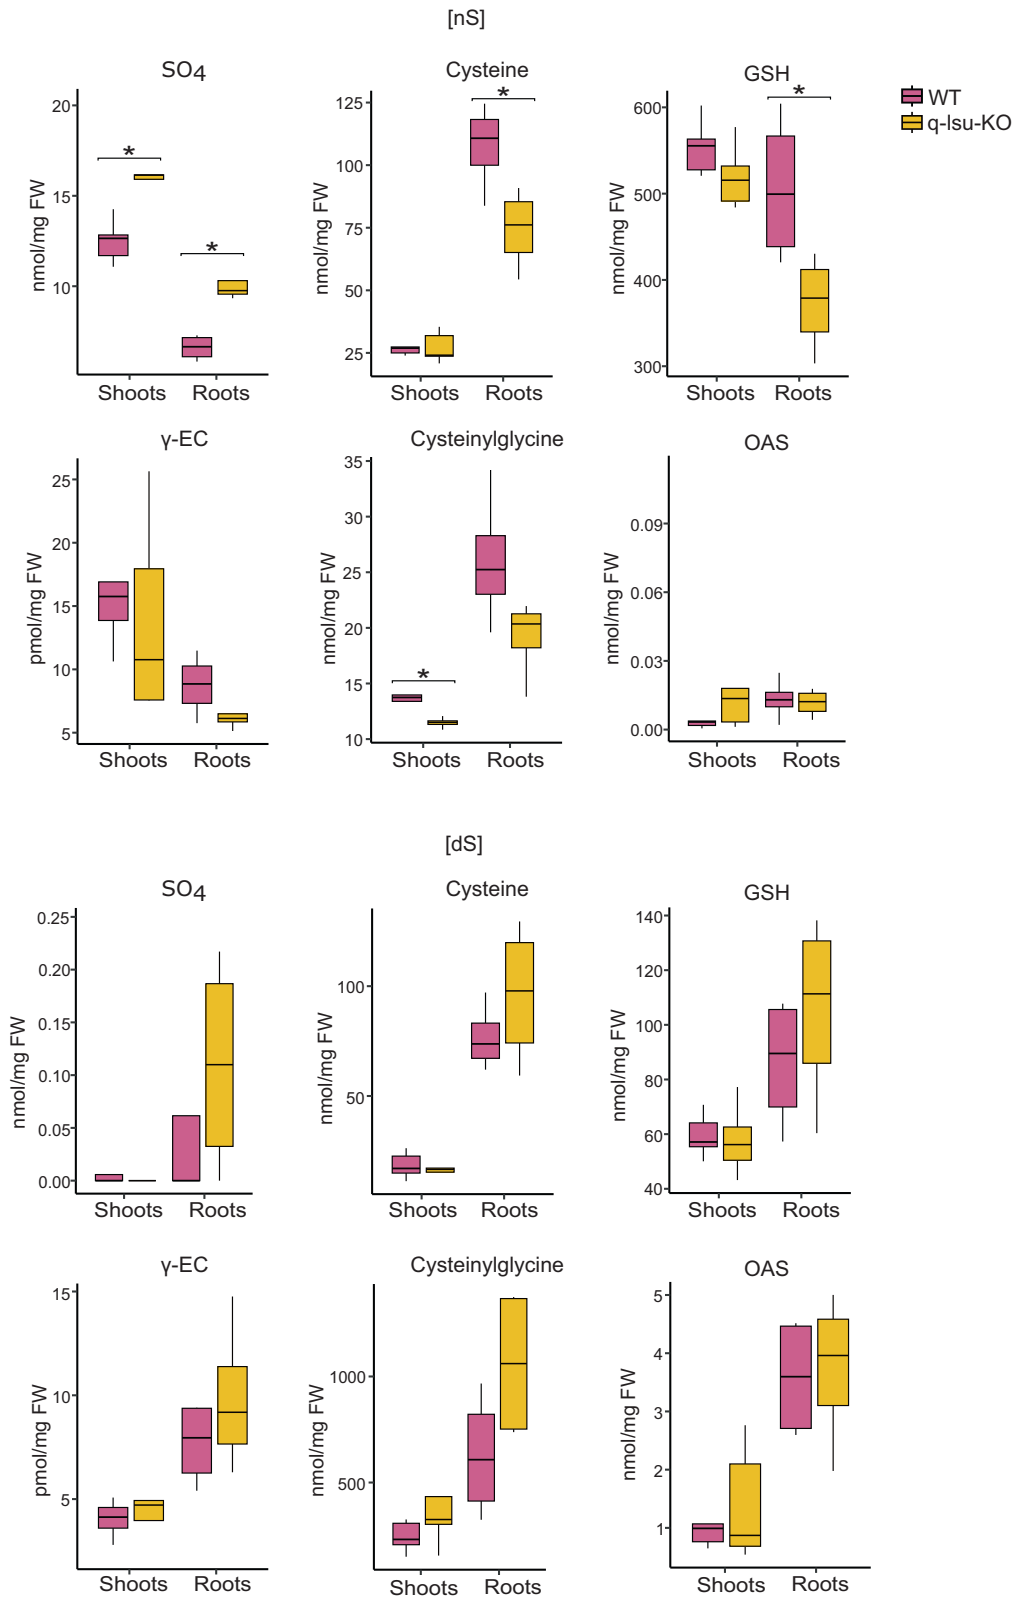 [nS]
SO4
Cysteine
GSH
WT
q-lsu-KO
nmol/mg FW
20
15
10
*
*
Shoots Roots
nmol/mg FW
125
100
75
50
25
*
Shoots Roots
nmol/mg FW
600
500
400
300
*
Shoots Roots
γ-EC
Cysteinylglycine
OAS
pmol/mg FW
25
20
15
10
5
Shoots Roots
nmol/mg FW
35
30
25
20
15
10
*
Shoots Roots
nmol/mg FW
0.09
0.06
0.03
0.00
Shoots Roots
[dS]
SO4
Cysteine
GSH
nmol/mg FW
0.25
0.20
0.15
0.10
0.05
0.00
Shoots Roots
nmol/mg FW
100
50
Shoots Roots
nmol/mg FW
140
120
100
80
60
40
Shoots Roots
γ-EC
Cysteinylglycine
OAS
pmol/mg FW
15
10
5
Shoots Roots
nmol/mg FW
1000
500
Shoots Roots
nmol/mg FW
5
4
3
2
1
Shoots Roots